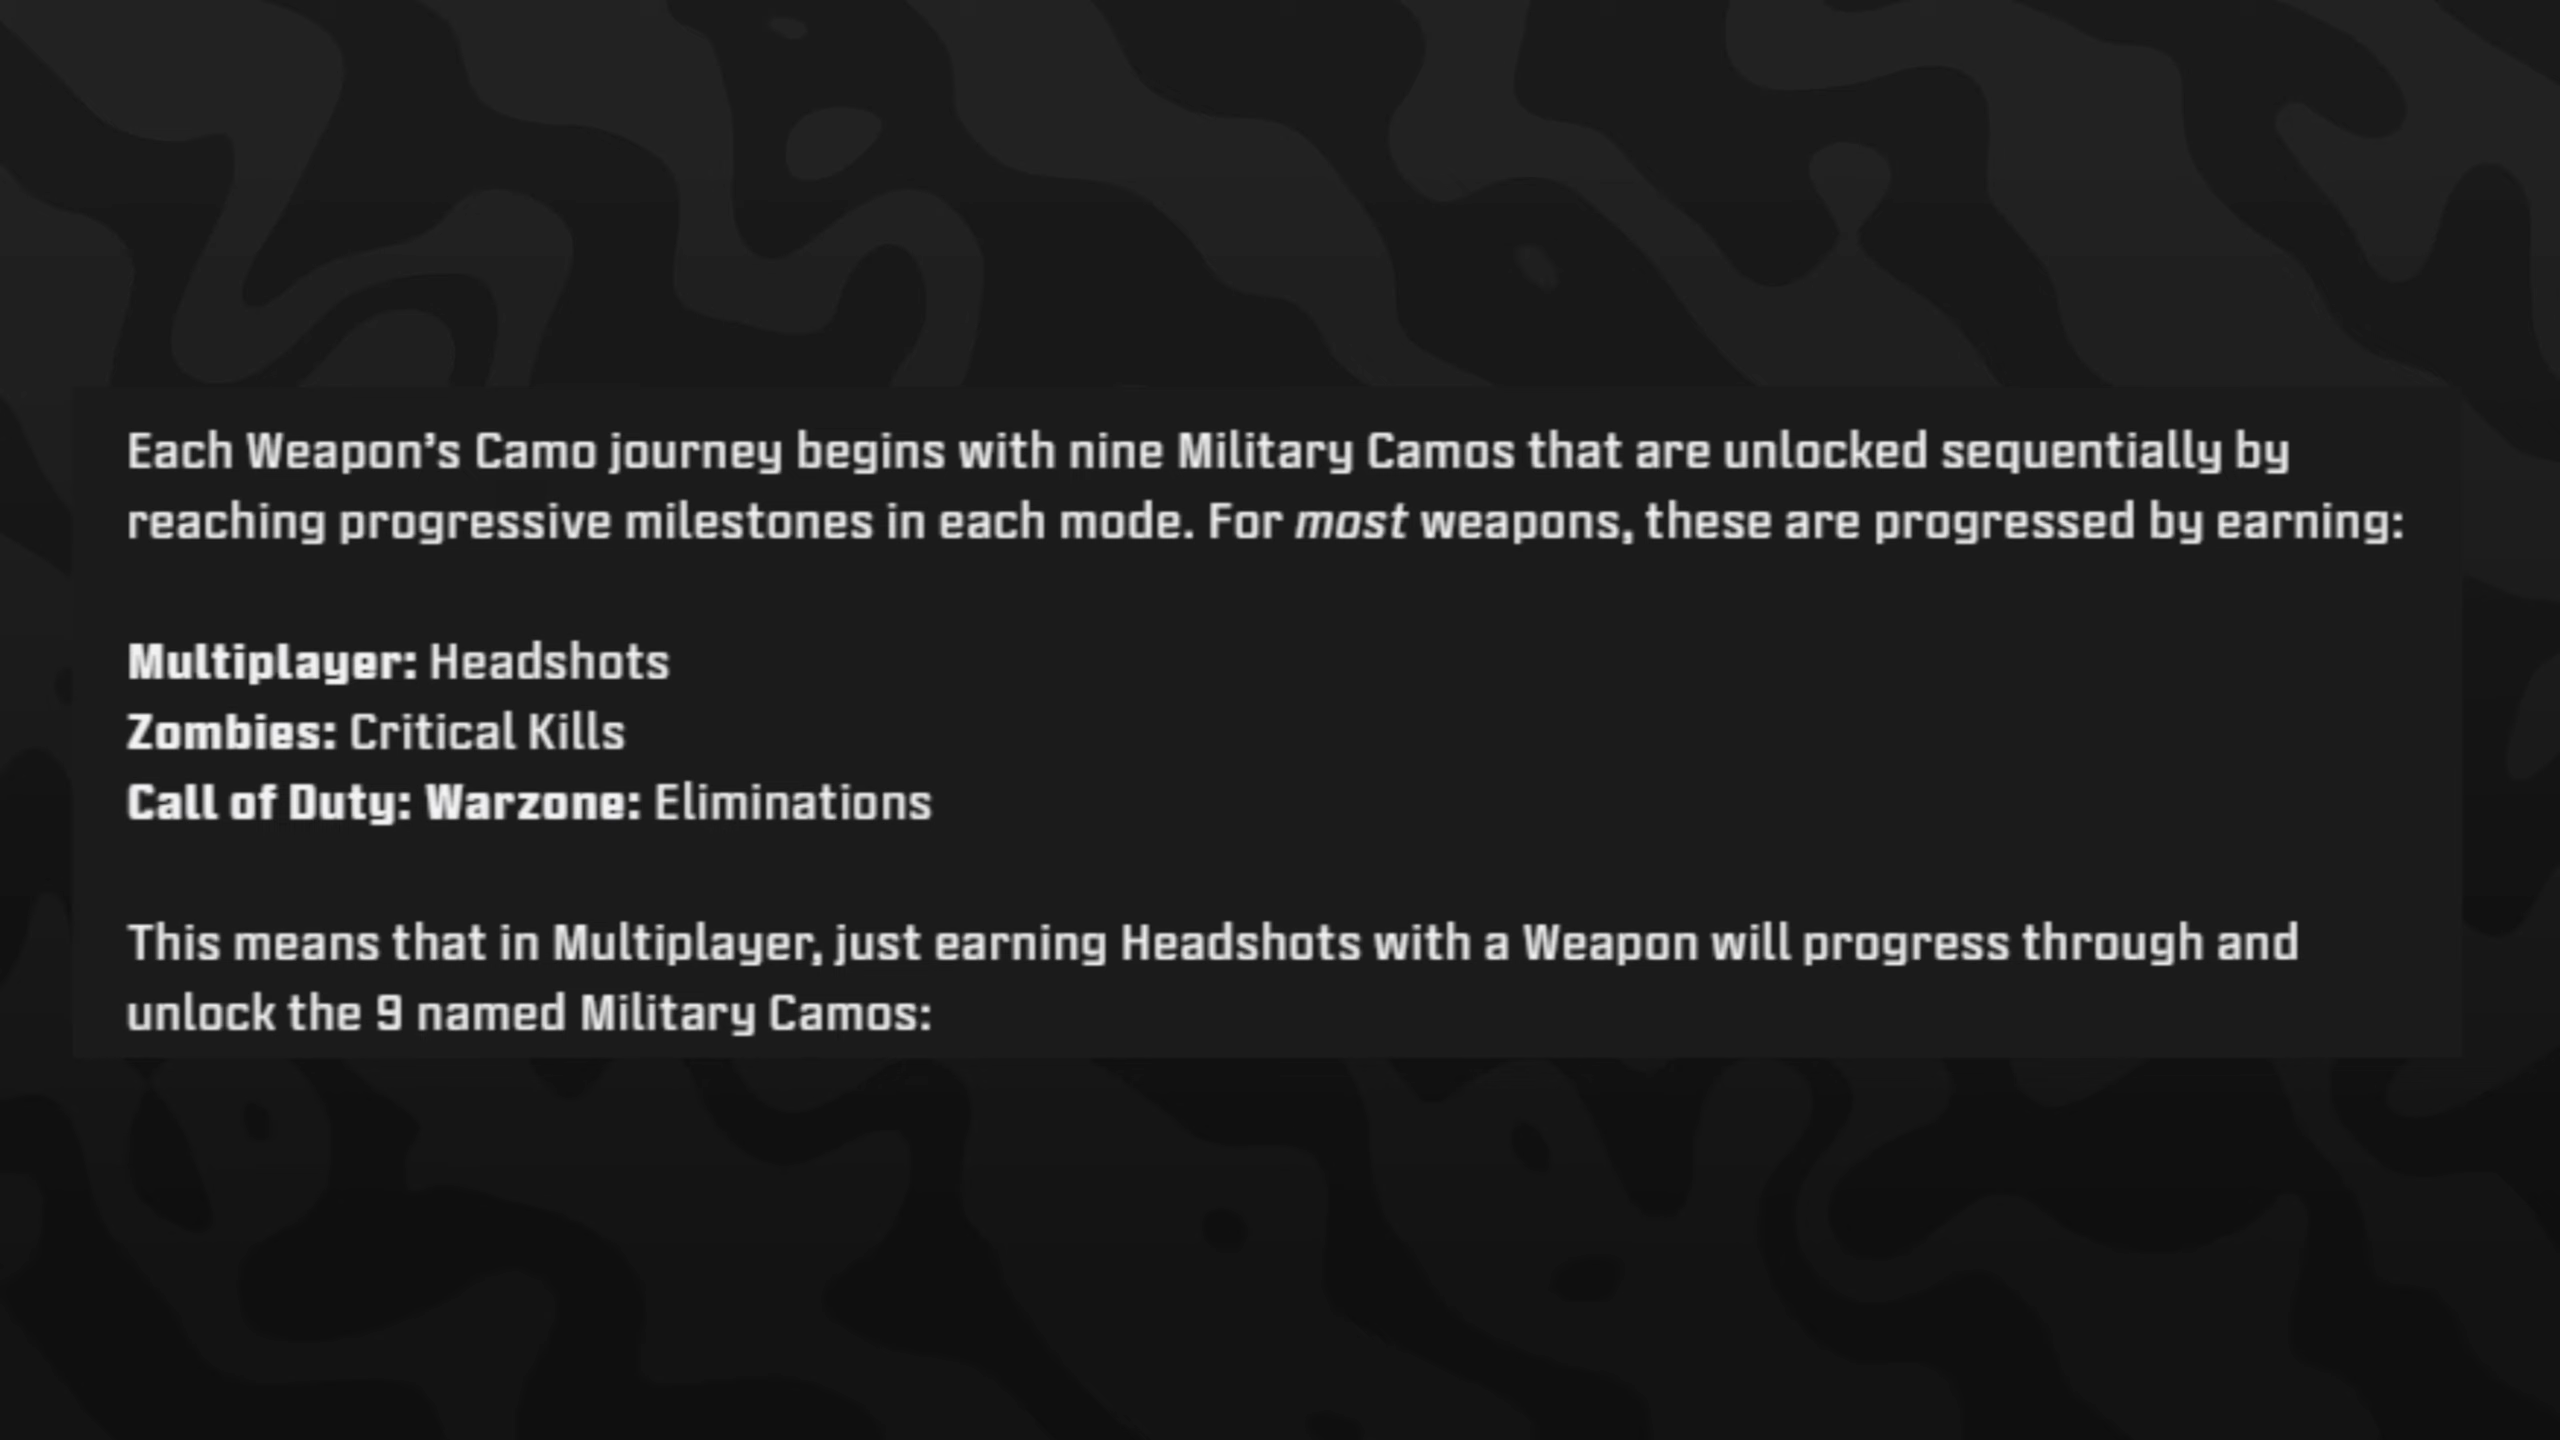 Each Weapon’s Camo journey begins with nine Military Camos that are unlocked sequentially by
reaching progressive milestones in each mode. For most weapons, these are progressed by earning:
Multiplayer: Headshots
Zombies: Critical Kills
Call of Duty: Warzone: Eliminations
This means that in Multiplayer, just earning Headshots with a Weapon will progress through and
unlock the 9 named Military Camos: